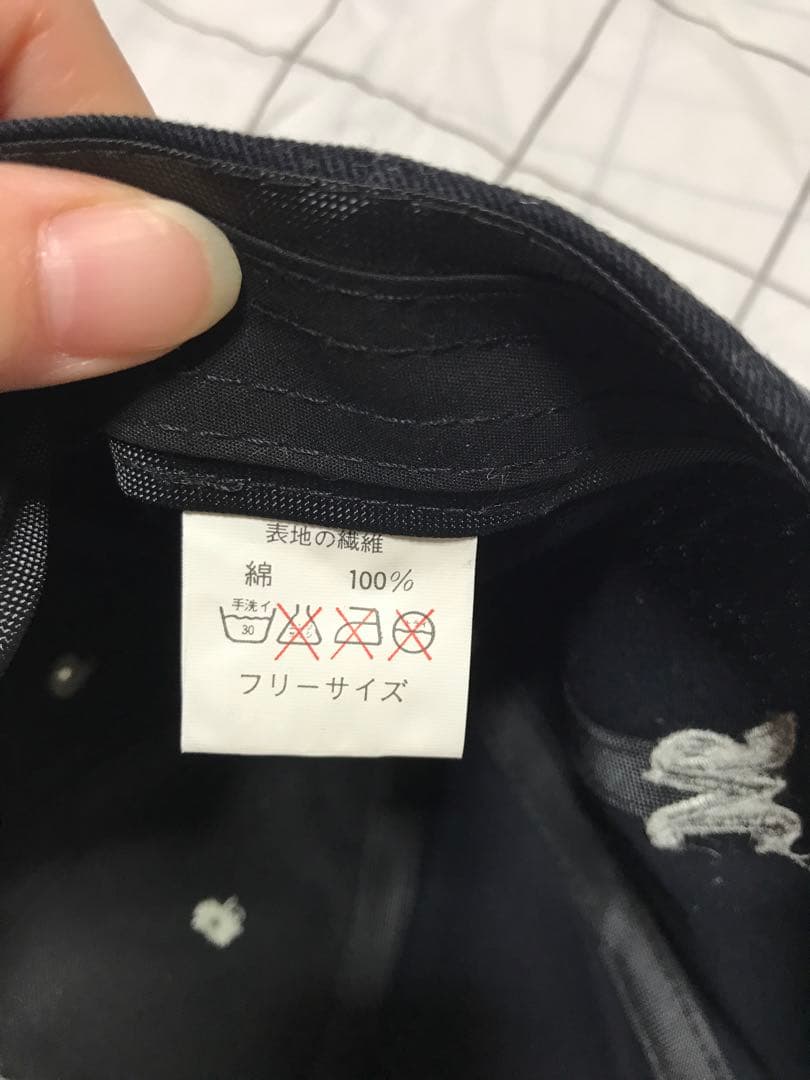 表地の繊維
綿 100%
手洗イ
30
フリーサイズ